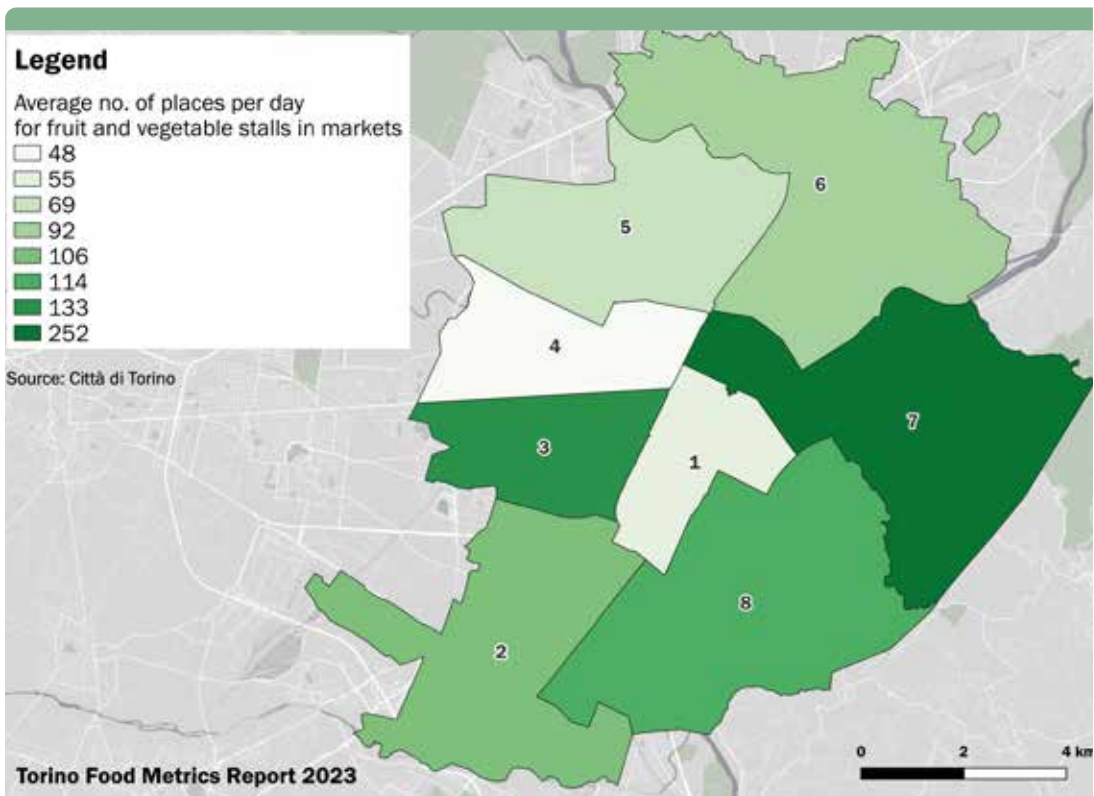 Legend
Average no. of places per day
for fruit and vegetable stalls in markets
48
55
69
92
106
114
133
252
Source: Città di Torino
6
5
4
7
3
1
8
2
0 2 4 km
Torino Food Metrics Report 2023